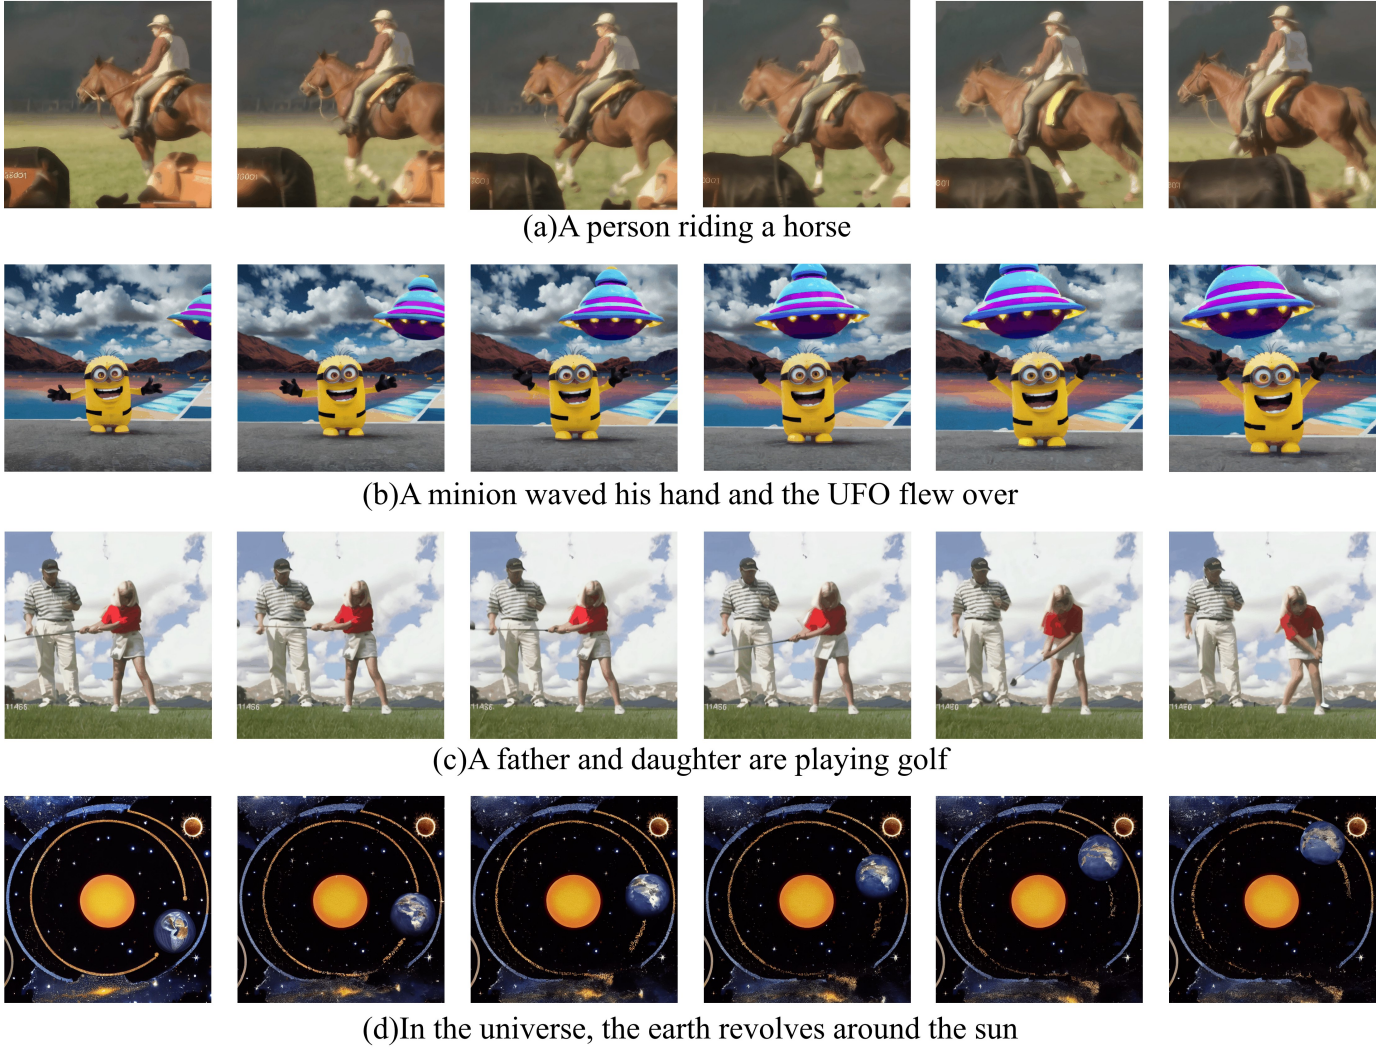 (a)A person riding a horse
(b)A minion waved his hand and the UFO flew over
(c)A father and daughter are playing golf
(d)In the universe, the earth revolves around the sun